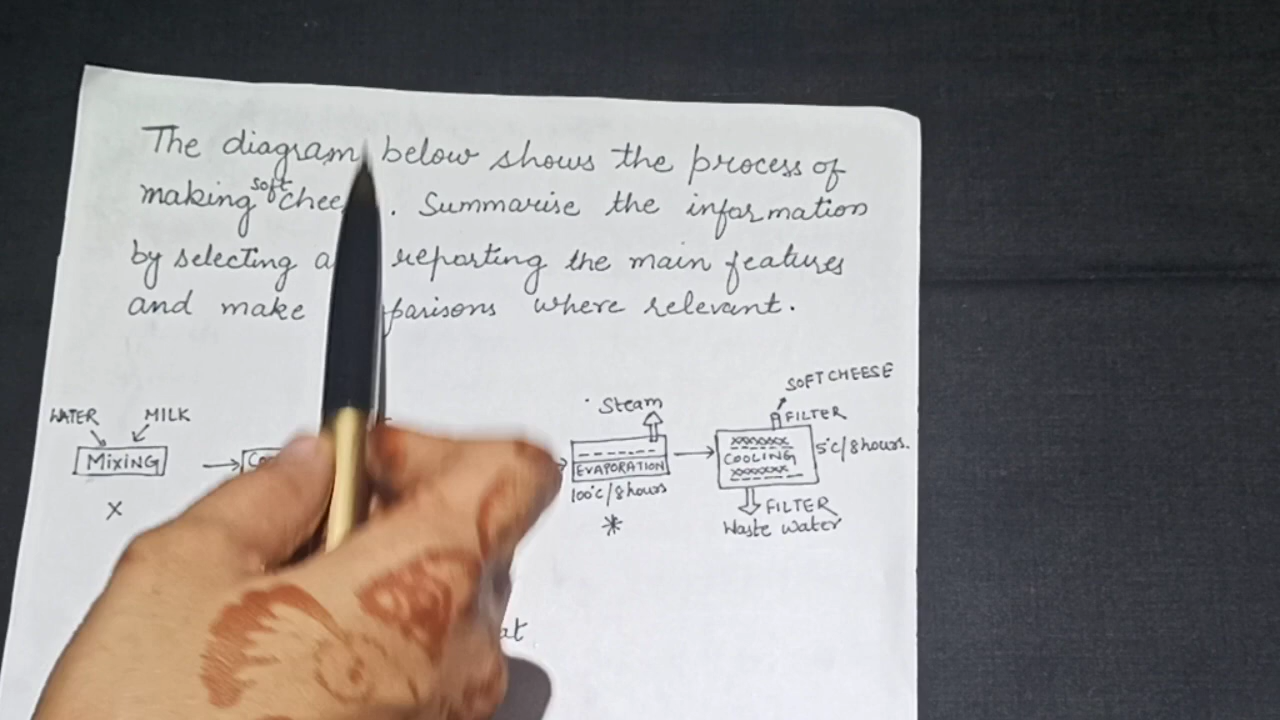 The diagram below shows the process of
making soft chee . Summarise the information
by selecting a reporting the main features
and make parisons where relevant.
SOFT CHEESE
Steam
WATER MILK
FILTER
MIXING
EVAPORATION
COOLING
5°C/8 hours.
100°C/8 hours
X
*
FILTER
Waste water
at